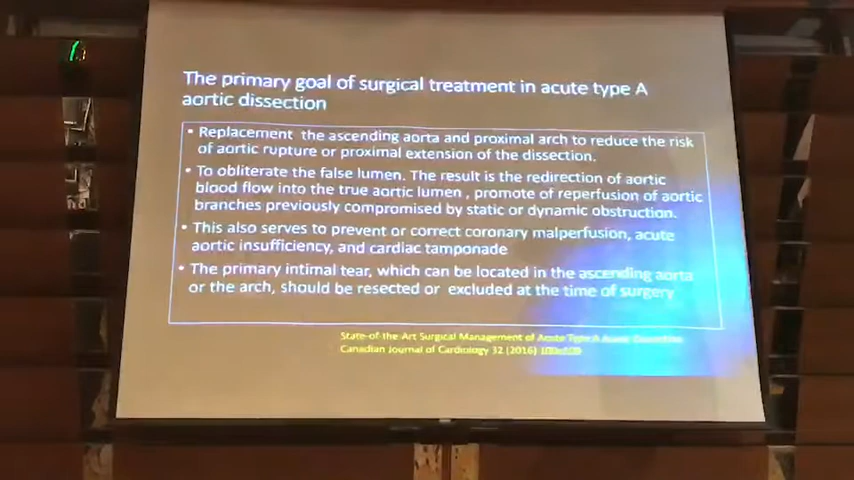 The primary goal of surgical treatment in acute type A
aortic dissection
• Replacement the ascending aorta and proximal arch to reduce the risk
of aortic rupture or proximal extension of the dissection.
• To obliterate the false lumen. The result is the redirection of aortic
blood flow into the true aortic lumen , promote of reperfusion of aortic
branches previously compromised by static or dynamic obstruction.
• This also serves to prevent or correct coronary malperfusion, acute
aortic insufficiency, and cardiac tamponade
• The primary intimal tear, which can be located in the ascending aorta
or the arch, should be resected or excluded at the time of surgery
State-of-the-Art Surgical Management of Acute Type A Aortic Dissection
Canadian Journal of Cardiology 32 (2016)